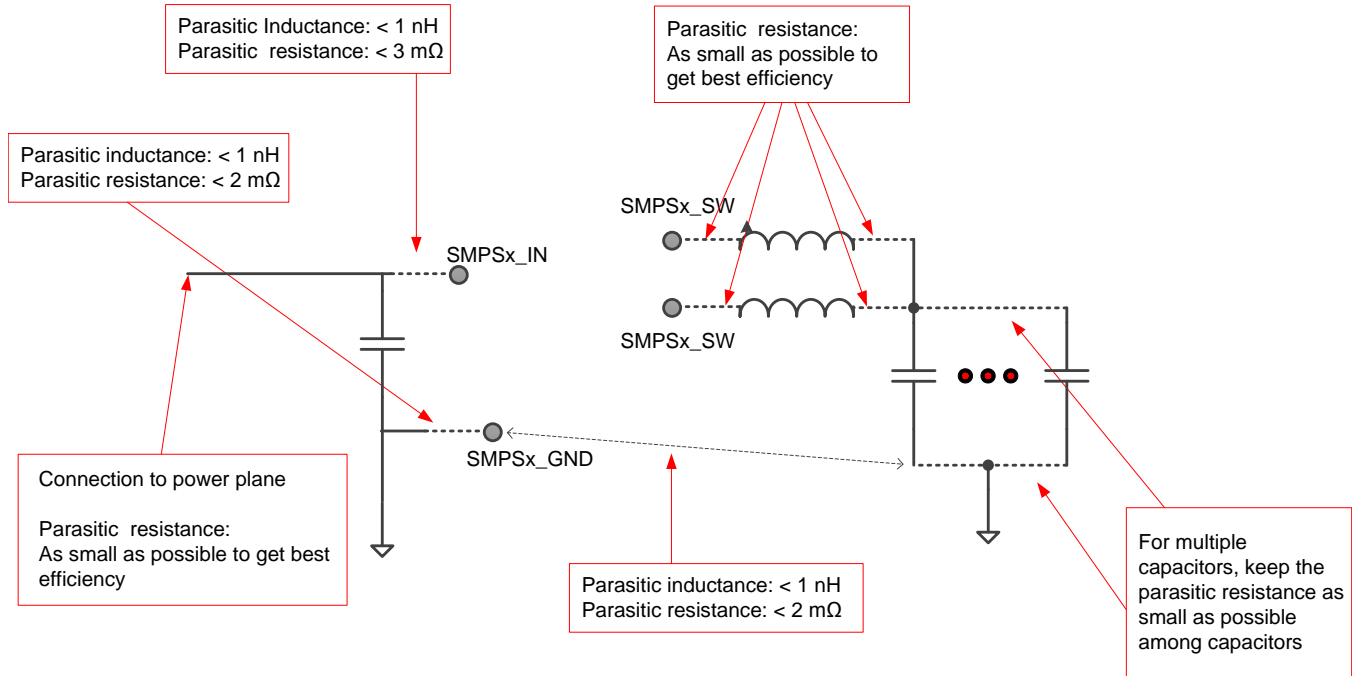 Parasitic Inductance: < 1 nH
Parasitic resistance: < 3 mΩ
Parasitic resistance:
As small as possible to
get best efficiency
Parasitic inductance: < 1 nH
Parasitic resistance: < 2 mΩ
SMPSx_SW
SMPSx_IN
SMPSx_SW
SMPSx_GND
Connection to power plane
Parasitic resistance:
As small as possible to get best
efficiency
Parasitic inductance: < 1 nH
Parasitic resistance: < 2 mΩ
For multiple
capacitors, keep the
parasitic resistance as
small as possible
among capacitors